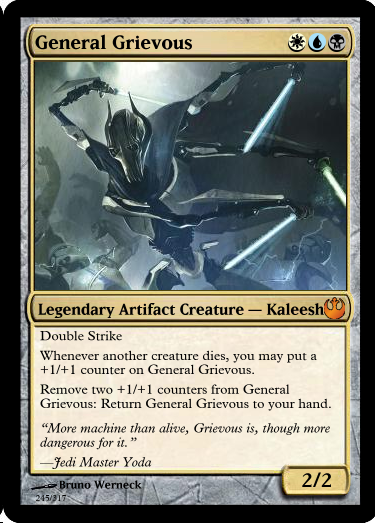 General Grievous
Legendary Artifact Creature — Kaleesh
Double Strike
Whenever another creature dies, you may put a
+1/+1 counter on General Grievous.
Remove two +1/+1 counters from General
Grievous: Return General Grievous to your hand.
“More machine than alive, Grievous is, though more
dangerous for it.”
—Jedi Master Yoda
2/2
Bruno Werneck
245/317